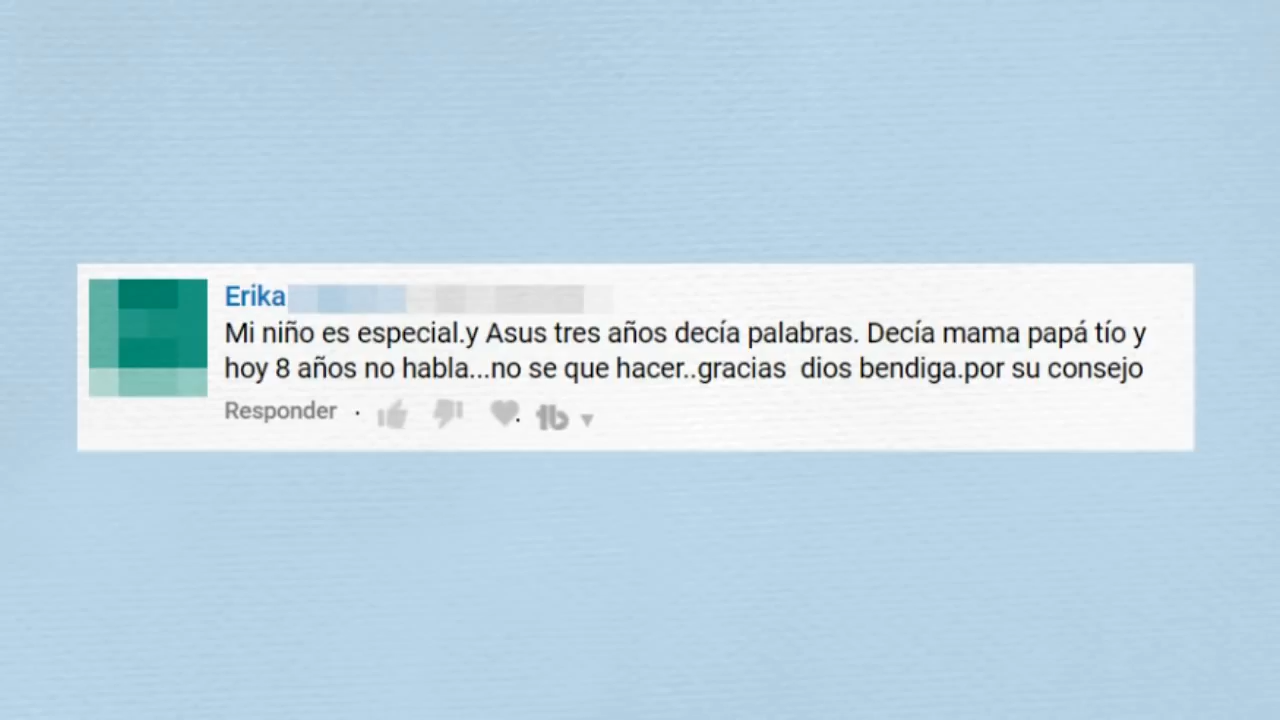 Erika
Mi niño es especial.y Asus tres años decía palabras. Decía mama papá tío y
hoy 8 años no habla...no se que hacer..gracias  dios bendiga.por su consejo
Responder ·